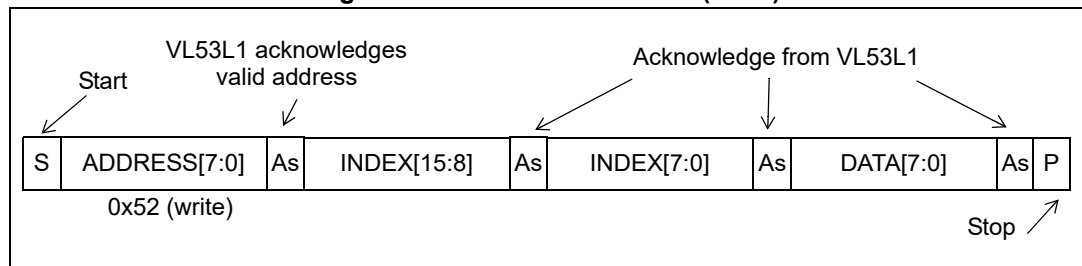 VL53L1 acknowledges
valid address
Acknowledge from VL53L1
Start
S ADDRESS[7:0] As INDEX[15:8] As INDEX[7:0] As DATA[7:0] As P
0x52 (write)
Stop